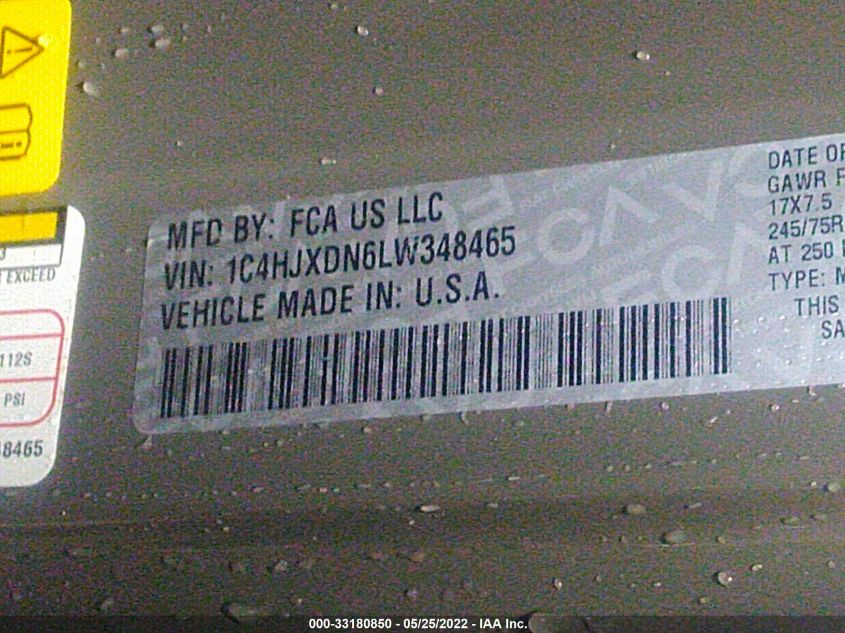 MFD BY: FCA US LLC
VIN: 1C4HJXDN6LW348465
VEHICLE MADE IN: U.S.A.
DATE OF
GAWR F
17X7.5
245/75R
AT 250
TYPE: M
THIS
SA
EXCEED
112S
PSI
48465
000-33180850 - 05/25/2022 - IAA Inc.